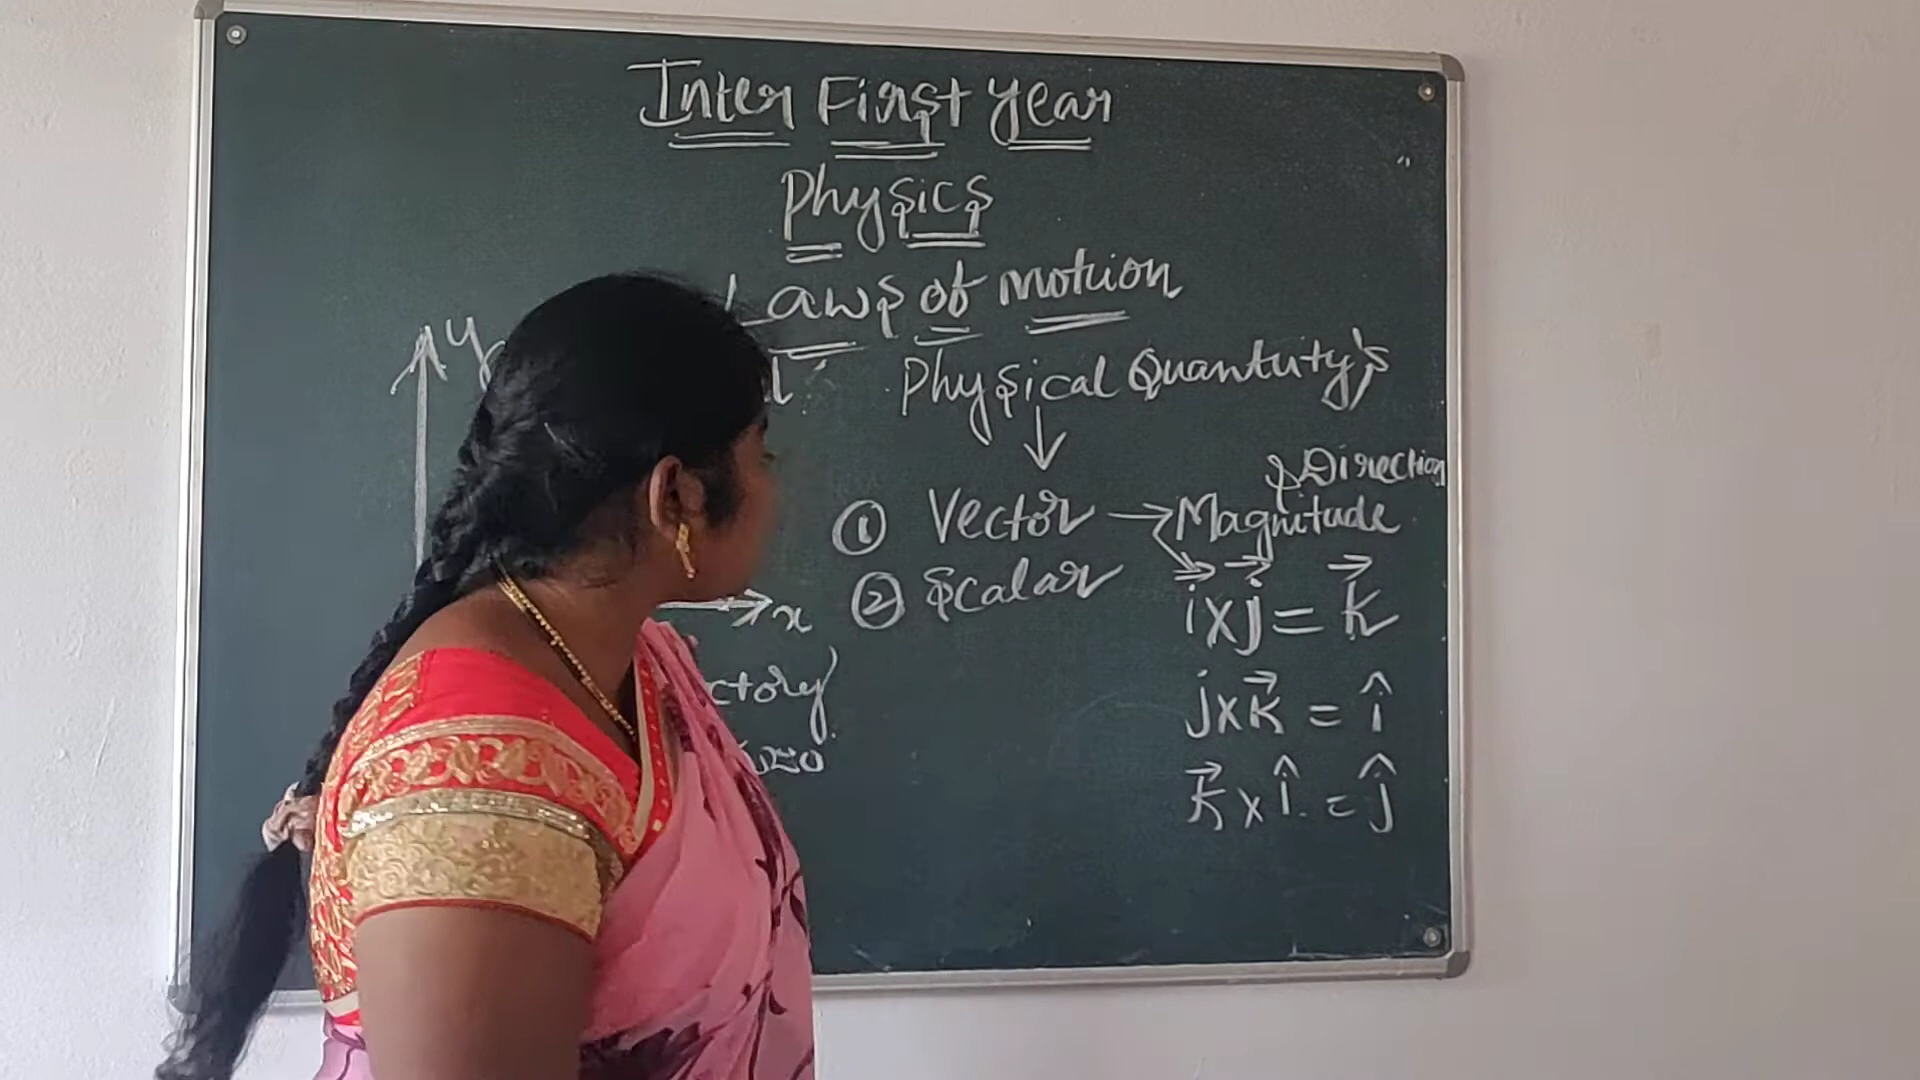 Inter First year
Physics
Laws of Motion
y
Physical Quantity's
↓
① Vector → Magnitude
& Direction
② Scalar
x
i⃗ x j⃗ = k⃗
j x k⃗ = î
k⃗ x î = ĵ